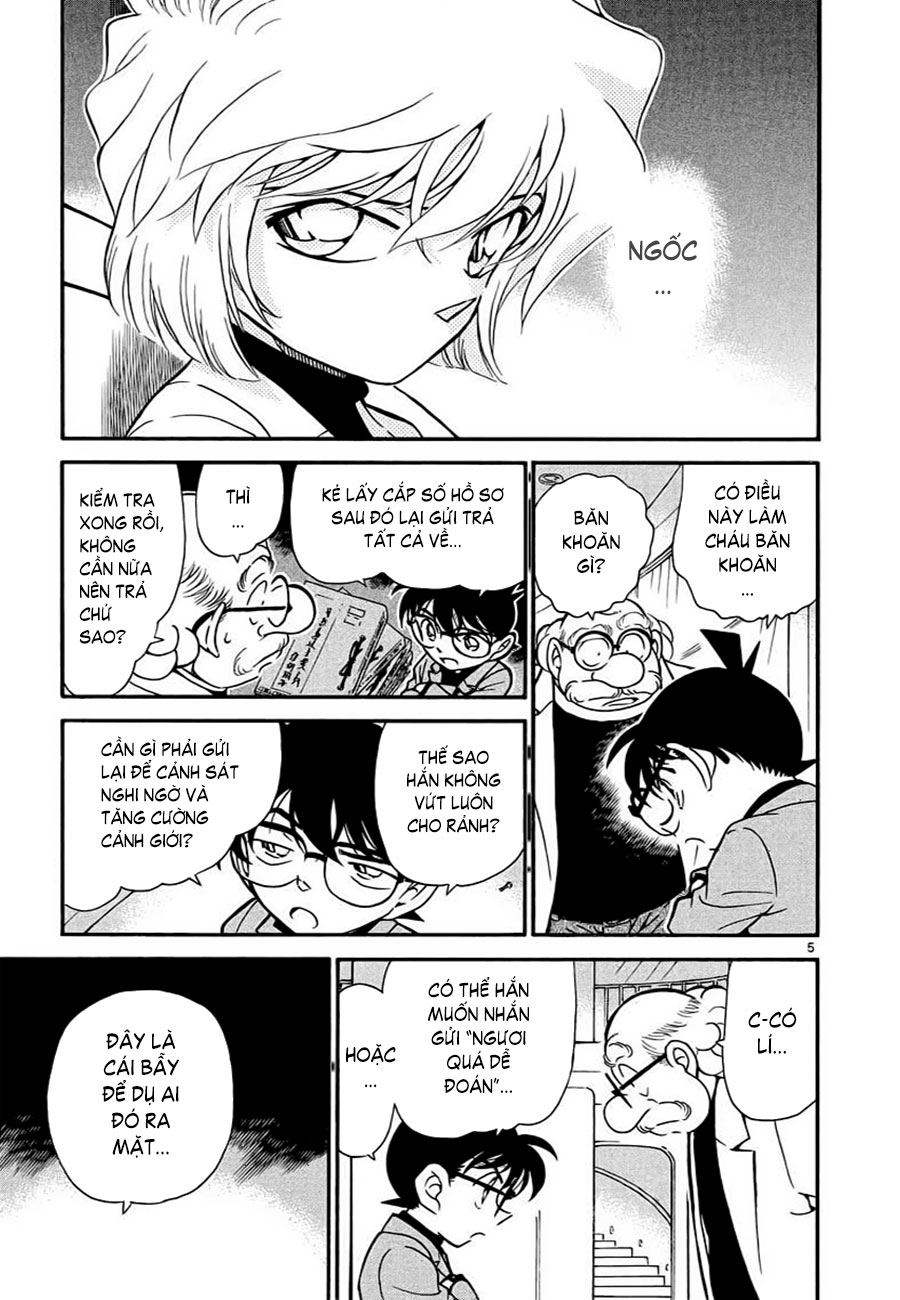 NGỐC
...
CÓ ĐIỀU
NÀY LÀM
CHÁU BĂN
KHOĂN
...
BĂN
KHOĂN
GÌ?
KẺ LẤY CẮP SỐ HỒ SƠ
SAU ĐÓ LẠI GỬI TRẢ
TẤT CẢ VỀ...
THÌ
...
KIỂM TRA
XONG RỒI,
KHÔNG
CẦN NỮA
NÊN TRẢ
CHỨ
SAO?
THẾ SAO
HẮN KHÔNG
VỨT LUÔN
CHO RẢNH?
CẦN GÌ PHẢI GỬI
LẠI ĐỂ CẢNH SÁT
NGHI NGỜ VÀ
TĂNG CƯỜNG
CẢNH GIỚI?
5
C-CÓ
LÍ...
CÓ THỂ HẮN
MUỐN NHẮN
GỬI "NGƯƠI
QUÁ DỄ
ĐOÁN"...
HOẶC
...
ĐÂY LÀ
CÁI BẪY
ĐỂ DỤ AI
ĐÓ RA
MẶT...